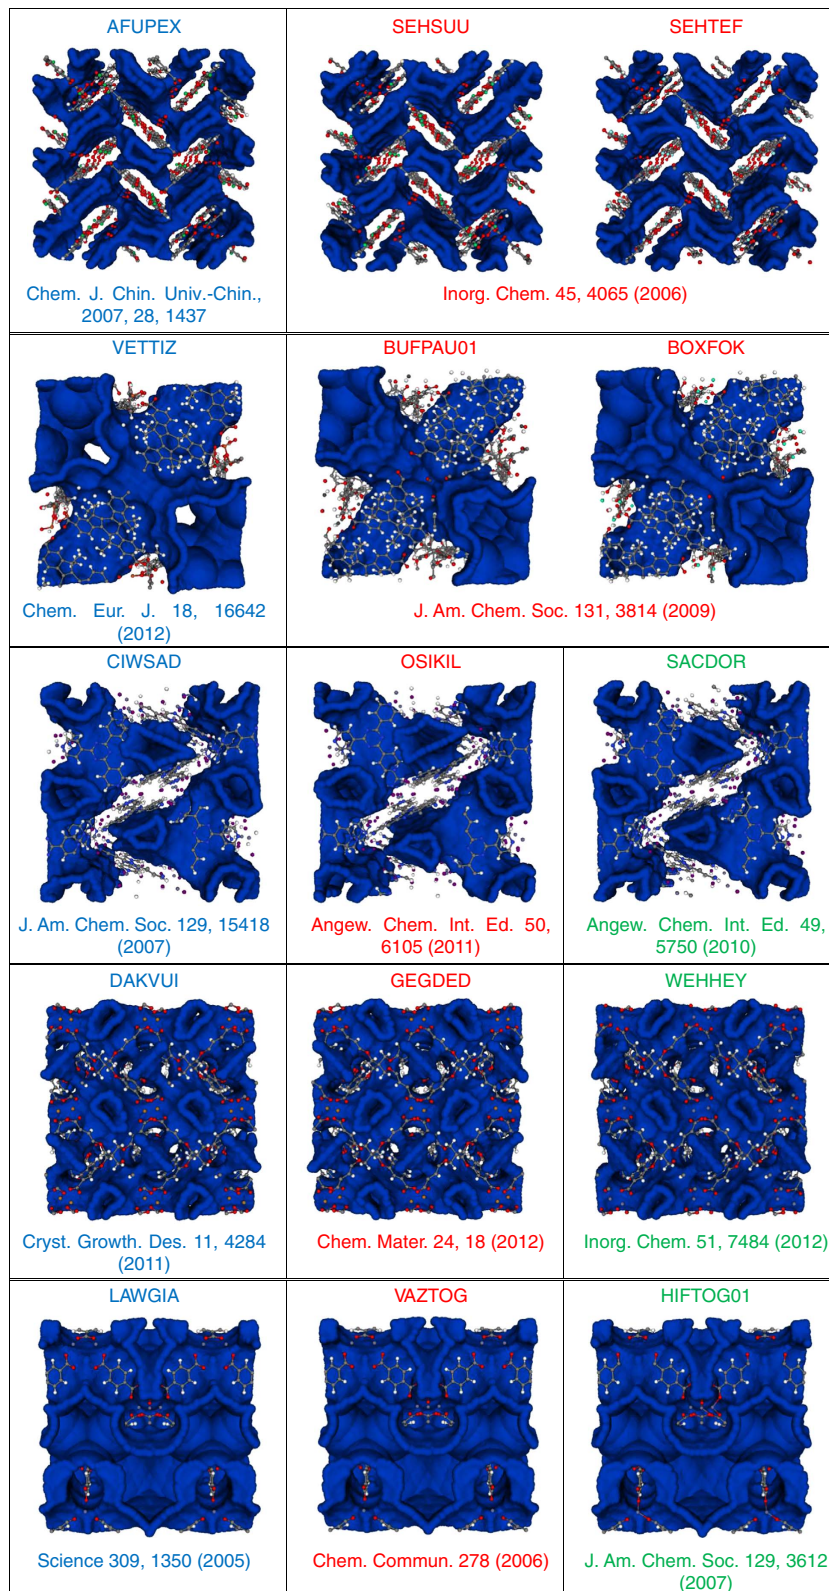 AFUPEX
SEHSUU
SEHTEF
Chem. J. Chin. Univ.-Chin.,
2007, 28, 1437
Inorg. Chem. 45, 4065 (2006)
VETTIZ
BUFPAU01
BOXFOK
Chem. Eur. J. 18, 16642
(2012)
J. Am. Chem. Soc. 131, 3814 (2009)
CIWSAD
OSIKIL
SACDOR
J. Am. Chem. Soc. 129, 15418
(2007)
Angew. Chem. Int. Ed. 50,
6105 (2011)
Angew. Chem. Int. Ed. 49,
5750 (2010)
DAKVUI
GEGDED
WEHHEY
Cryst. Growth. Des. 11, 4284
(2011)
Chem. Mater. 24, 18 (2012)
Inorg. Chem. 51, 7484 (2012)
LAWGIA
VAZTOG
HIFTOG01
Science 309, 1350 (2005)
Chem. Commun. 278 (2006)
J. Am. Chem. Soc. 129, 3612
(2007)